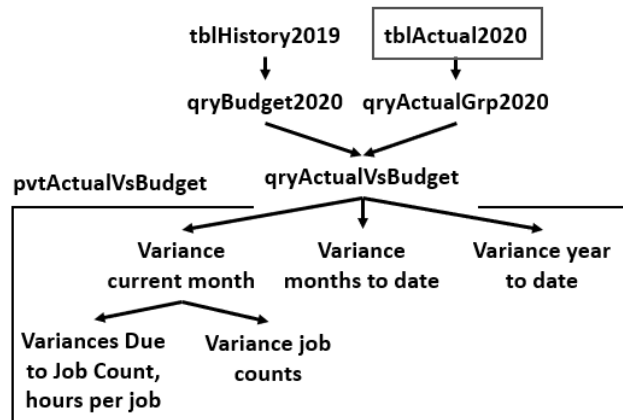 tblHistory2019 tblActual2020
qryBudget2020 qryActualGrp2020
qryActualVsBudget
pvtActualVsBudget
Variance
current month
Variance
months to date
Variance year
to date
Variances Due
to Job Count,
hours per job
Variance job
counts